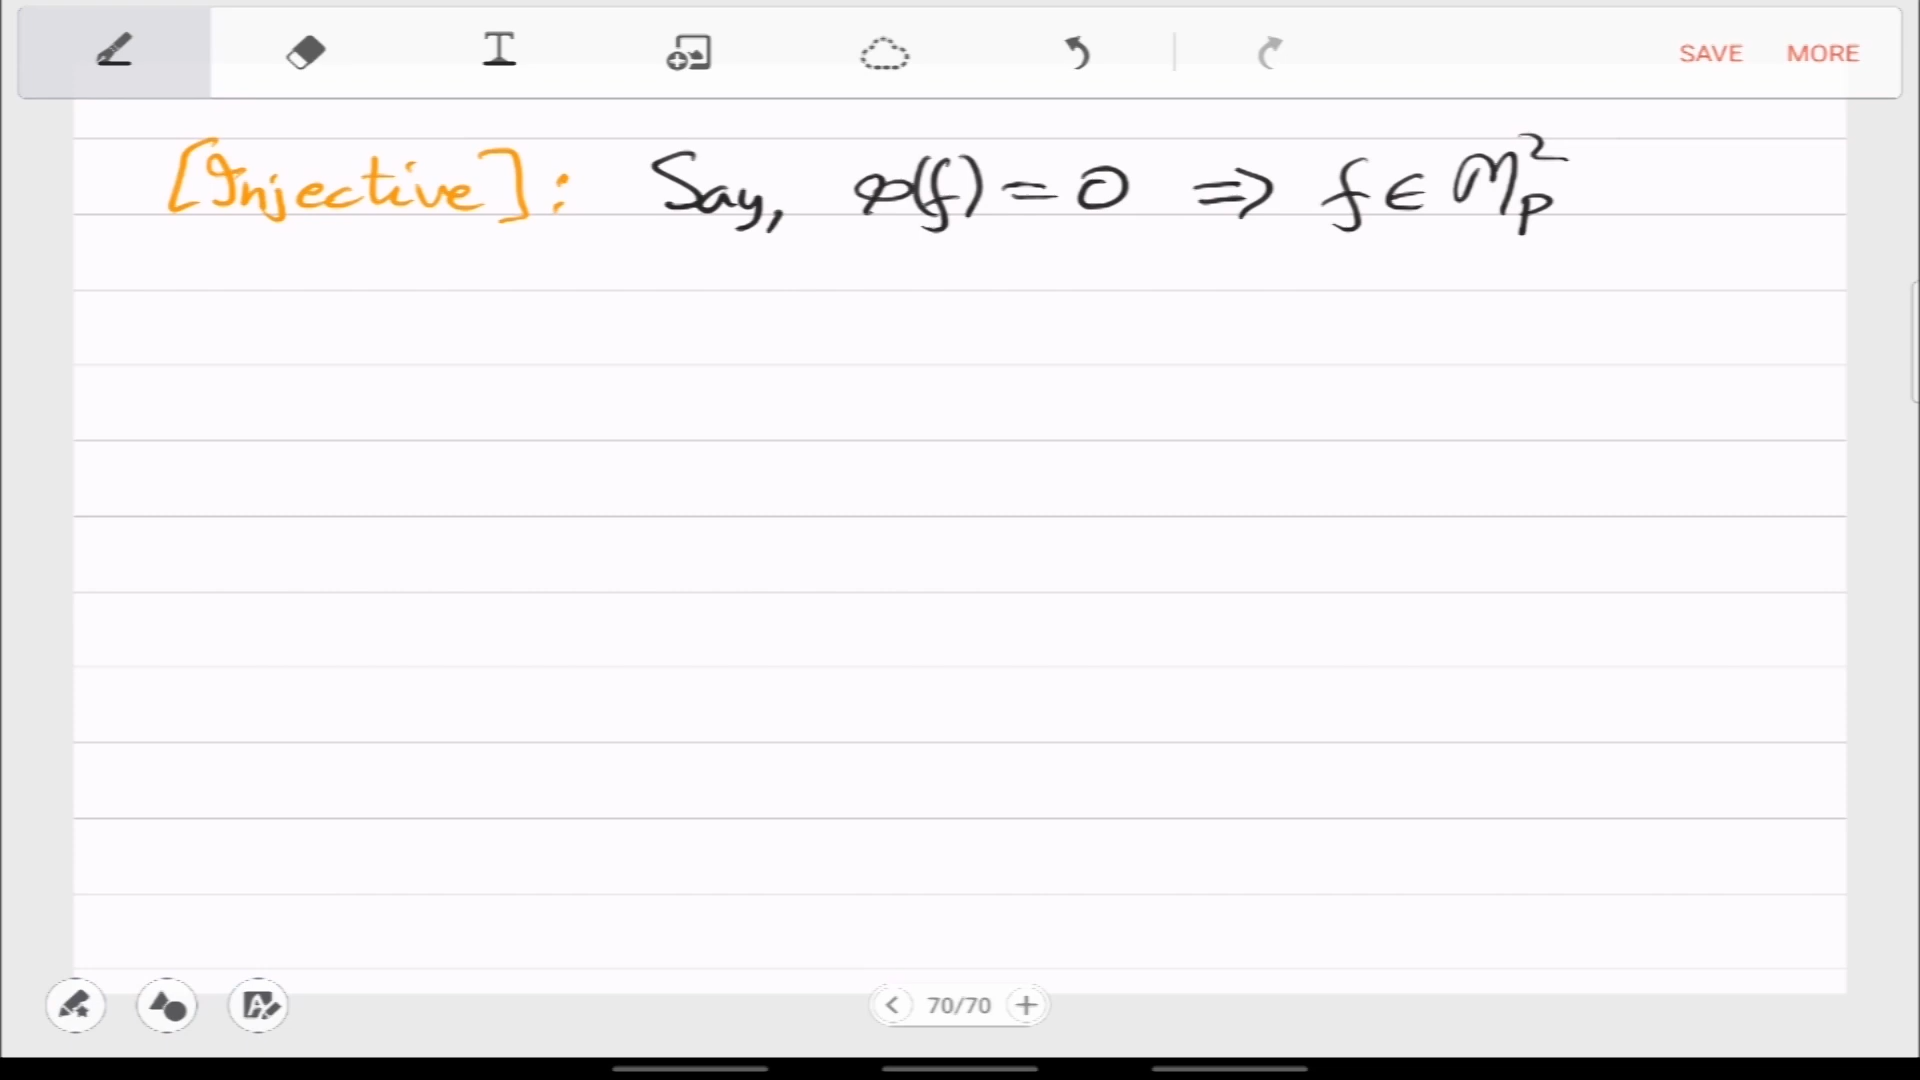 SAVE MORE
[Injective]: Say, φ(f) = 0 ⇒ f ∈ m_p^2
70/70